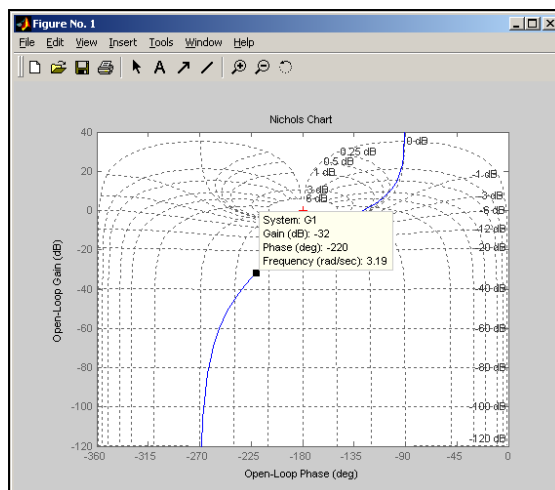 Figure No. 1
File Edit View Insert Tools Window Help
A
Nichols Chart
40
20
0
-20
-40
-60
-80
-100
-120
Open-Loop Gain (dB)
0 dB
-0.25 dB
0.5 dB
1 dB
3 dB
6 dB
-1 dB
-3 dB
-6 dB
-12 dB
-20 dB
-40 dB
-60 dB
-80 dB
-100 dB
-120 dB
System: G1
Gain (dB): -32
Phase (deg): -220
Frequency (rad/sec): 3.19
-360 -315 -270 -225 -180 -135 -90 -45 0
Open-Loop Phase (deg)